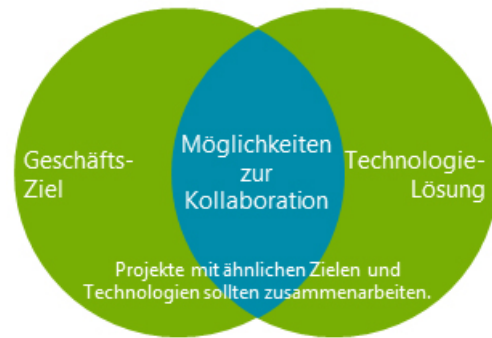 Geschäfts-
Ziel
Möglichkeiten
zur
Kollaboration
Technologie-
Lösung
Projekte mit ähnlichen Zielen und
Technologien sollten zusammenarbeiten.